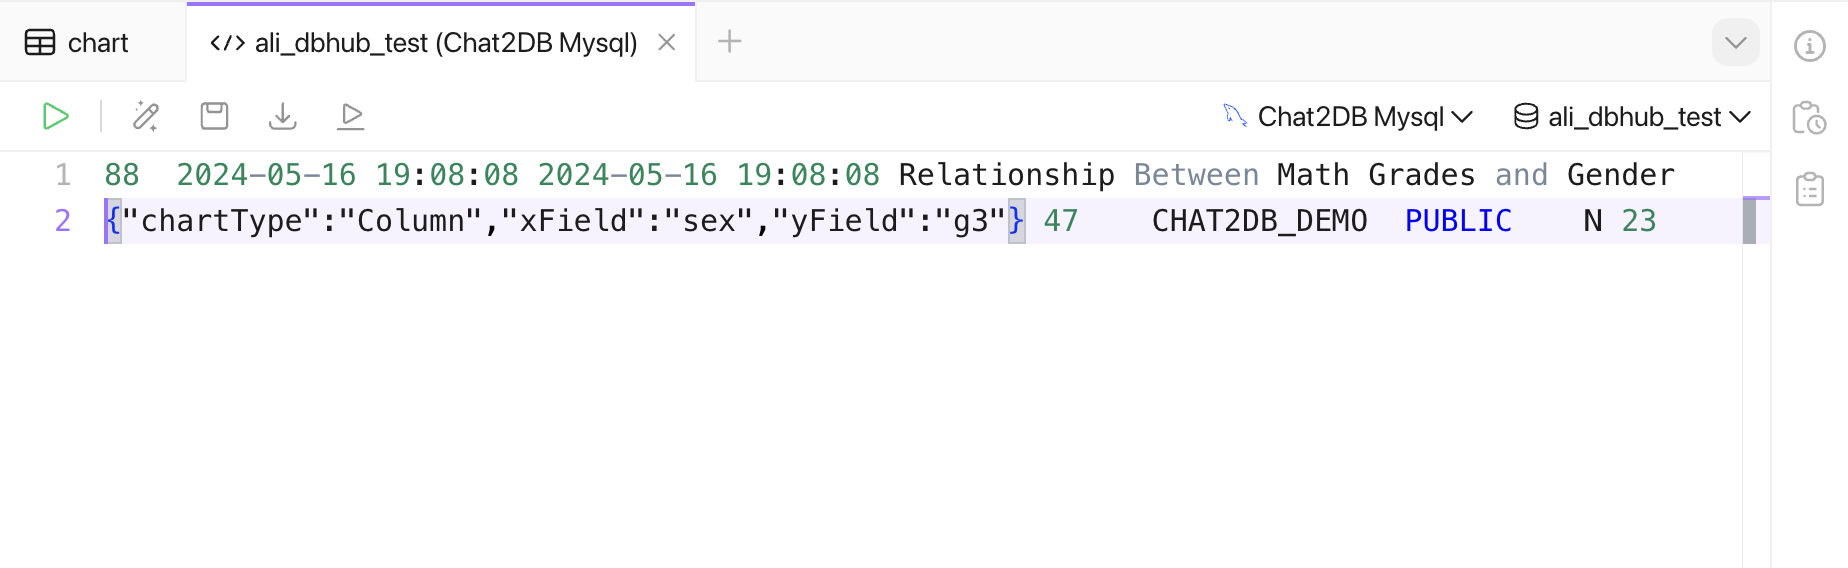 chart
</> ali_dbhub_test (Chat2DB Mysql)
Chat2DB Mysql
ali_dbhub_test
1 88 2024-05-16 19:08:08 2024-05-16 19:08:08 Relationship Between Math Grades and Gender
2 {"chartType":"Column","xField":"sex","yField":"g3"} 47 CHAT2DB_DEMO PUBLIC N 23